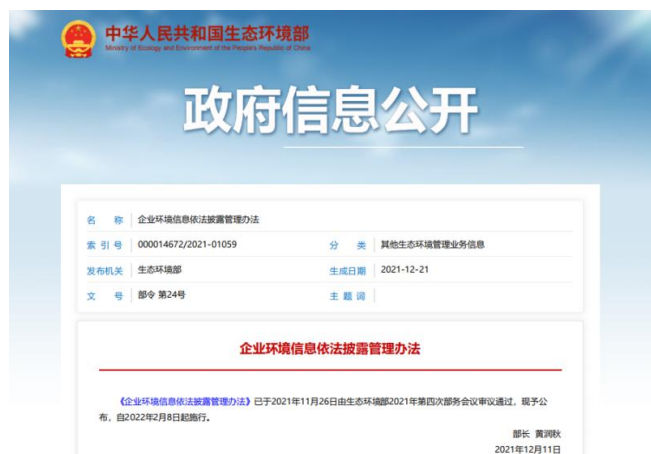 中华人民共和国生态环境部
Ministry of Ecology and Environment of the People's Republic of China
政府信息公开
名 称 企业环境信息依法披露管理办法
索 引 号 000014672/2021-01059 分 类 其他生态环境管理业务信息
发布机关 生态环境部 生成日期 2021-12-21
文 号 部令 第24号 主 题 词
企业环境信息依法披露管理办法
《企业环境信息依法披露管理办法》已于2021年11月26日由生态环境部2021年第四次部务会议审议通过，现予公
布，自2022年2月8日起施行。
部长 黄润秋
2021年12月11日